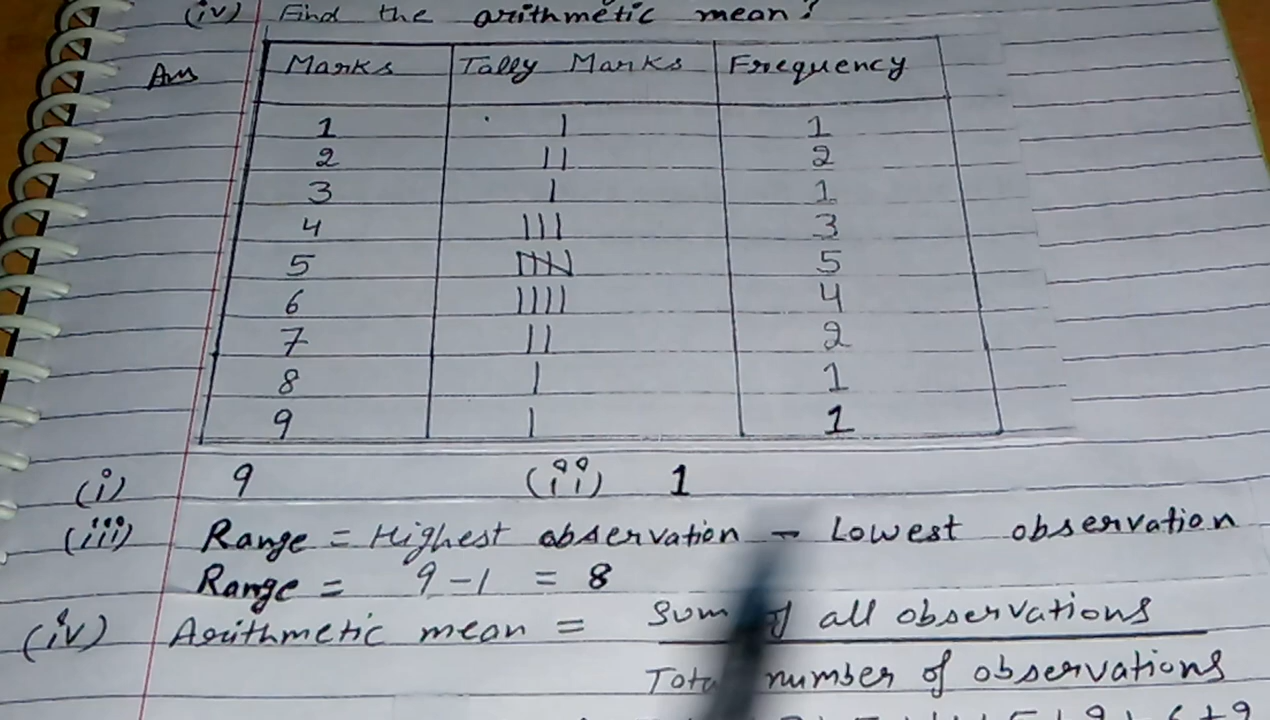 (iv) Find the arithmetic mean?
Ans Marks Tally Marks Frequency
1 | 1
2 || 2
3 | 1
4 ||| 3
5 𝍸 5
6 |||| 4
7 || 2
8 | 1
9 | 1
(i) 9 (ii) 1
(iii) Range = Highest observation - Lowest observation
Range = 9 - 1 = 8
(iv) Arithmetic mean = Sum of all observations
Total number of observations